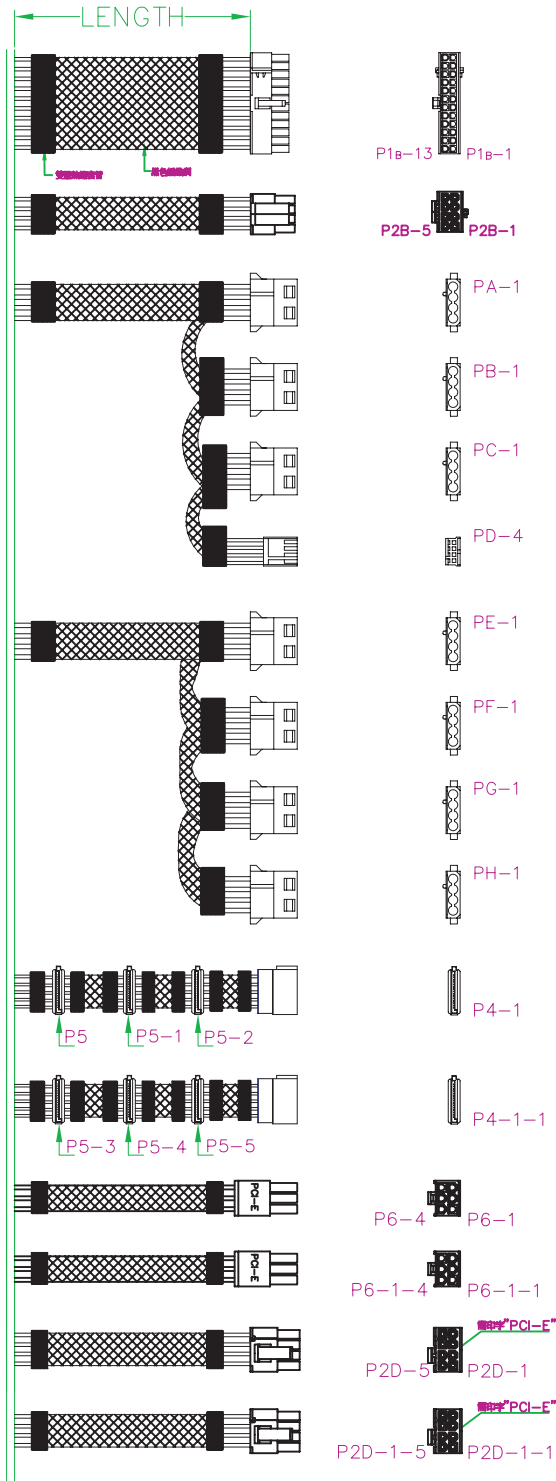 LENGTH
P1B-13 P1B-1
P2B-5 P2B-1
PA-1
PB-1
PC-1
PD-4
PE-1
PF-1
PG-1
PH-1
P4-1
P5 P5-1 P5-2
P4-1-1
P5-3 P5-4 P5-5
PCI-E
P6-4 P6-1
PCI-E
P6-1-4 P6-1-1
"PCI-E"
P2D-5 P2D-1
"PCI-E"
P2D-1-5 P2D-1-1